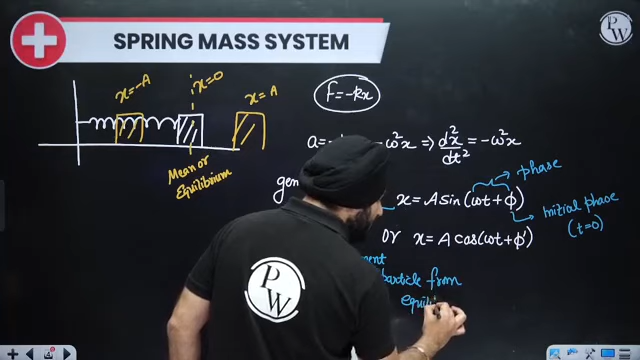 SPRING MASS SYSTEM
PW
x=-A
x=0
x=A
Mean or
Equilibrium
f=-kx
-ω²x ⇒ d²x/dt² = -ω²x
phase
x = A sin (ωt + φ)
initial phase
(t=0)
or x = A cos(ωt + φ')
particle from
PW